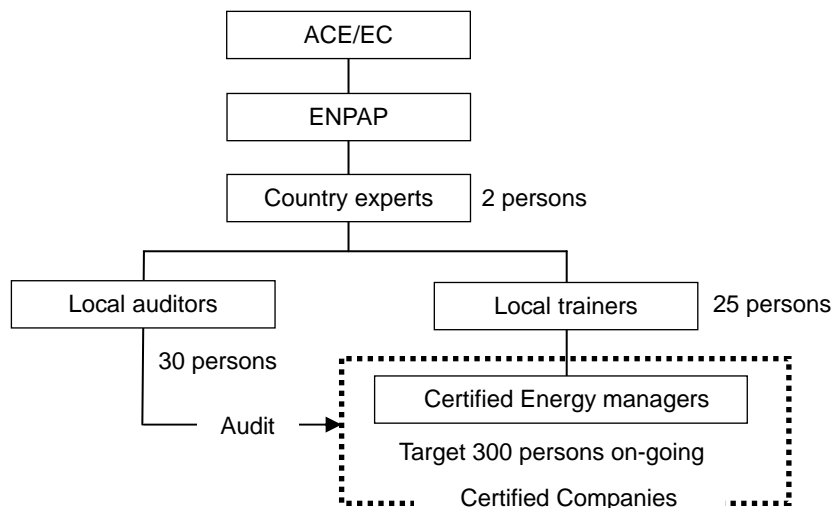 ACE/EC
ENPAP
Country experts
2 persons
Local auditors
Local trainers
25 persons
30 persons
Certified Energy managers
Audit
Target 300 persons on-going
Certified Companies